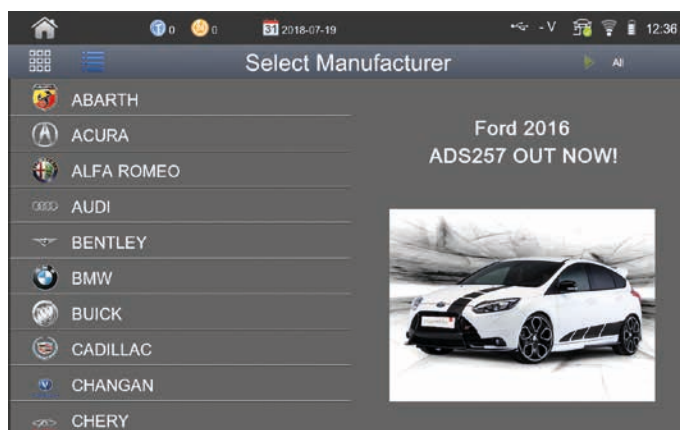 0
0
31 2018-07-19
- V
12:36
Select Manufacturer
All
ABARTH
ACURA
ALFA ROMEO
AUDI
BENTLEY
BMW
BUICK
CADILLAC
CHANGAN
CHERY
Ford 2016
ADS257 OUT NOW!